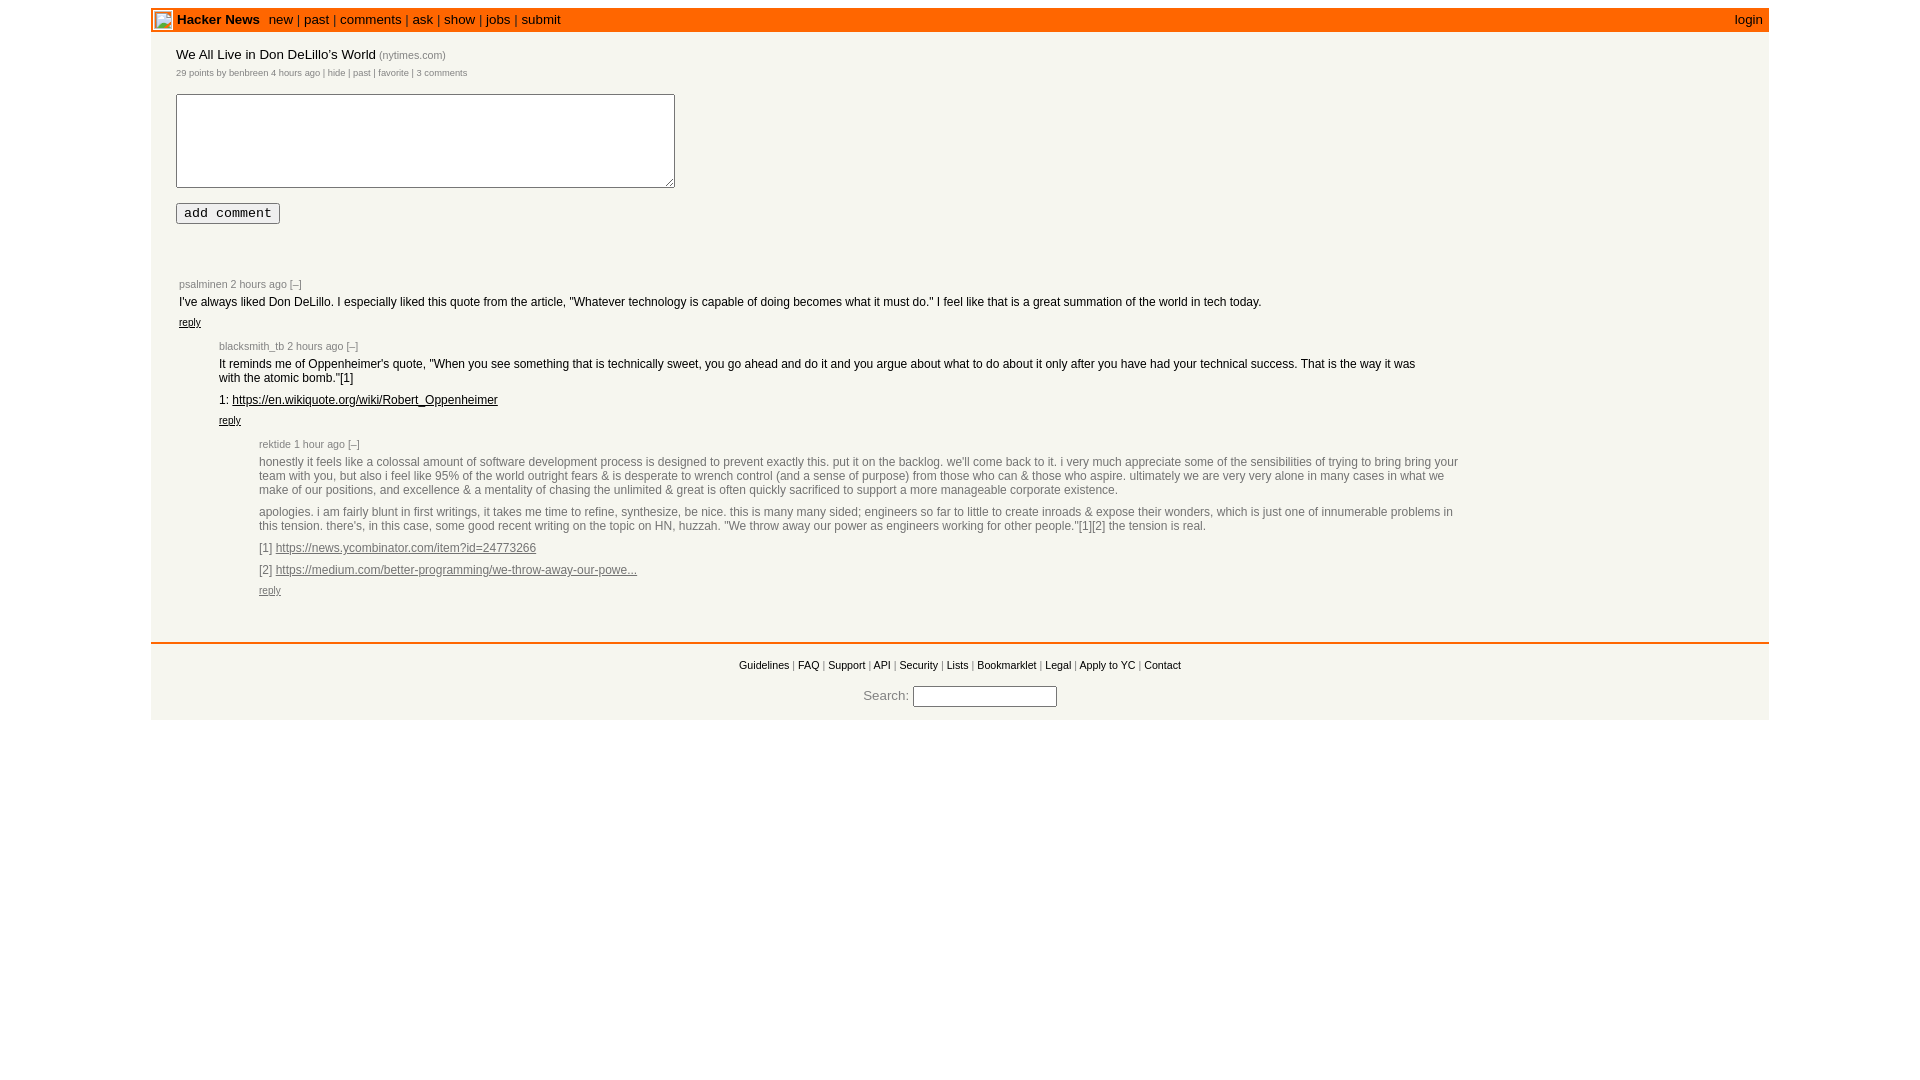 Hacker News new | past | comments | ask | show | jobs | submit login
We All Live in Don DeLillo's World (nytimes.com)
29 points by benbreen 4 hours ago | hide | past | favorite | 3 comments
add comment
psalminen 2 hours ago [–]
I've always liked Don DeLillo. I especially liked this quote from the article, "Whatever technology is capable of doing becomes what it must do." I feel like that is a great summation of the world in tech today.
reply
blacksmith_tb 2 hours ago [–]
It reminds me of Oppenheimer's quote, "When you see something that is technically sweet, you go ahead and do it and you argue about what to do about it only after you have had your technical success. That is the way it was
with the atomic bomb."[1]
1: https://en.wikiquote.org/wiki/Robert_Oppenheimer
reply
rektide 1 hour ago [–]
honestly it feels like a colossal amount of software development process is designed to prevent exactly this. put it on the backlog. we'll come back to it. i very much appreciate some of the sensibilities of trying to bring bring your
team with you, but also i feel like 95% of the world outright fears & is desperate to wrench control (and a sense of purpose) from those who can & those who aspire. ultimately we are very very alone in many cases in what we
make of our positions, and excellence & a mentality of chasing the unlimited & great is often quickly sacrificed to support a more manageable corporate existence.
apologies. i am fairly blunt in first writings, it takes me time to refine, synthesize, be nice. this is many many sided; engineers so far to little to create inroads & expose their wonders, which is just one of innumerable problems in
this tension. there's, in this case, some good recent writing on the topic on HN, huzzah. "We throw away our power as engineers working for other people."[1][2] the tension is real.
[1] https://news.ycombinator.com/item?id=24773266
[2] https://medium.com/better-programming/we-throw-away-our-powe...
reply
Guidelines | FAQ | Support | API | Security | Lists | Bookmarklet | Legal | Apply to YC | Contact
Search: